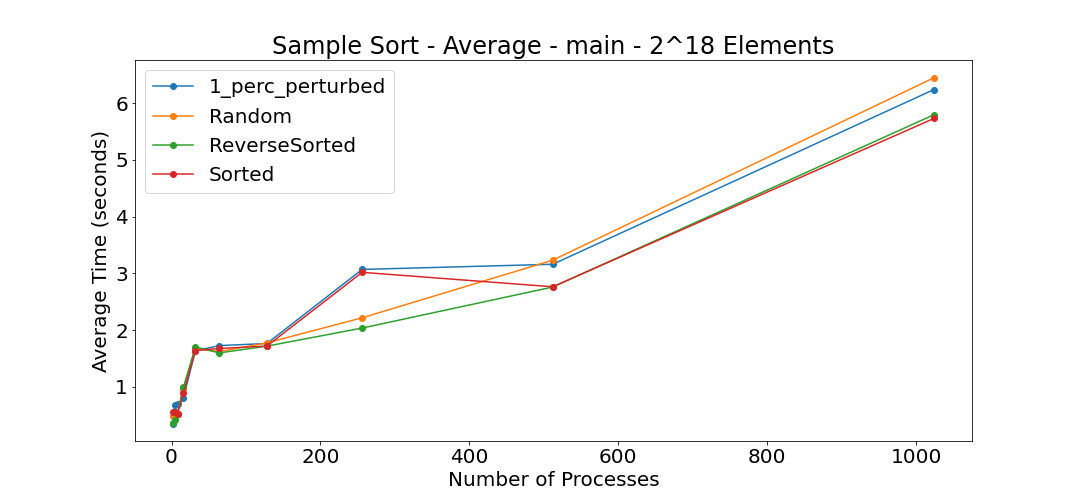 Sample Sort - Average - main - 2^18 Elements
1_perc_perturbed
Random
ReverseSorted
Sorted
Average Time (seconds)
6
5
4
3
2
1
0 200 400 600 800 1000
Number of Processes